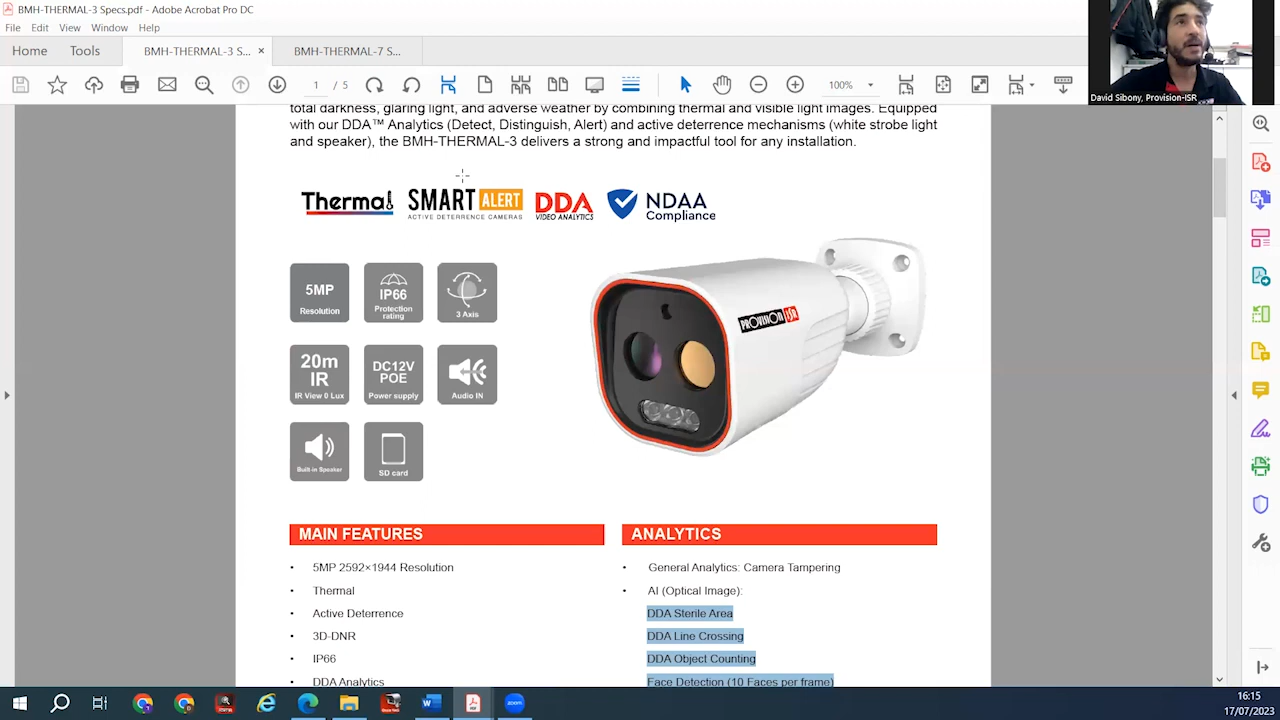 BMH-THERMAL-3 Specs.pdf - Adobe Acrobat Pro DC
File Edit View Window Help
Home Tools BMH-THERMAL-3 S... × BMH-THERMAL-7 S...
1 / 5 100%
David Sibony, Provision-ISR
total darkness, glaring light, and adverse weather by combining thermal and visible light images. Equipped
with our DDA™ Analytics (Detect, Distinguish, Alert) and active deterrence mechanisms (white strobe light
and speaker), the BMH-THERMAL-3 delivers a strong and impactful tool for any installation.
Thermal
SMART ALERT
ACTIVE DETERRENCE CAMERAS
DDA
VIDEO ANALYTICS
NDAA
Compliance
5MP
Resolution
IP66
Protection
rating
3 Axis
20m
IR
IR View 0 Lux
DC12V
POE
Power supply
Audio IN
Built-in Speaker
SD card
PROVISION ISR
MAIN FEATURES
• 5MP 2592×1944 Resolution
• Thermal
• Active Deterrence
• 3D-DNR
• IP66
• DDA Analytics
ANALYTICS
• General Analytics: Camera Tampering
• AI (Optical Image):
DDA Sterile Area
DDA Line Crossing
DDA Object Counting
Face Detection (10 Faces per frame)
16:15
17/07/2023